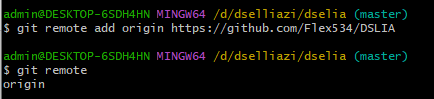 admin@DESKTOP-6SDH4HN MINGW64 /d/dselliazi/dselia (master)
$ git remote add origin https://github.com/Flex534/DSLIA
admin@DESKTOP-6SDH4HN MINGW64 /d/dselliazi/dselia (master)
$ git remote
origin